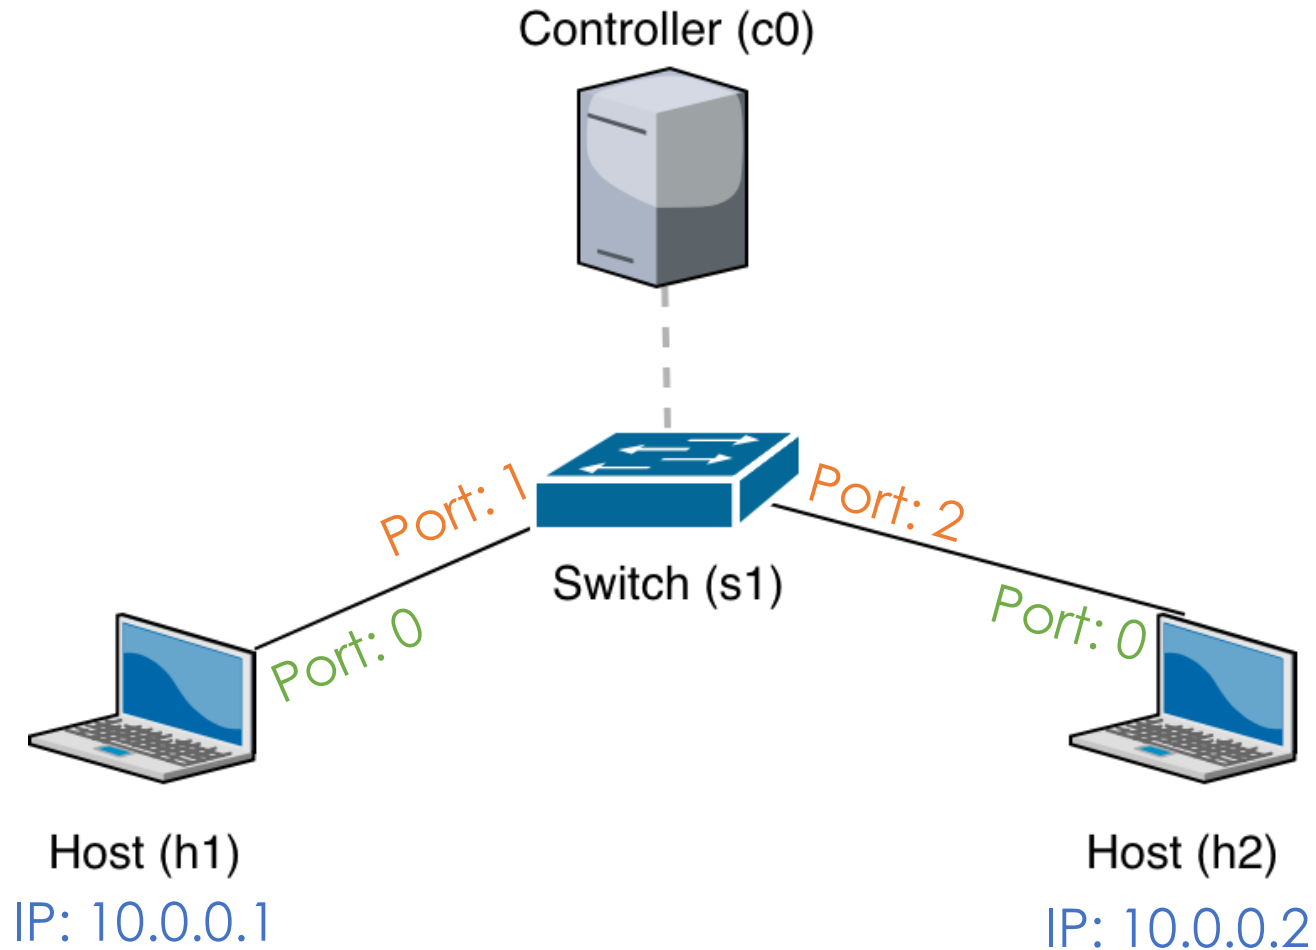 Controller (c0)
Port: 1
Port: 2
Switch (s1)
Port: 0
Port: 0
Host (h1)
IP: 10.0.0.1
Host (h2)
IP: 10.0.0.2